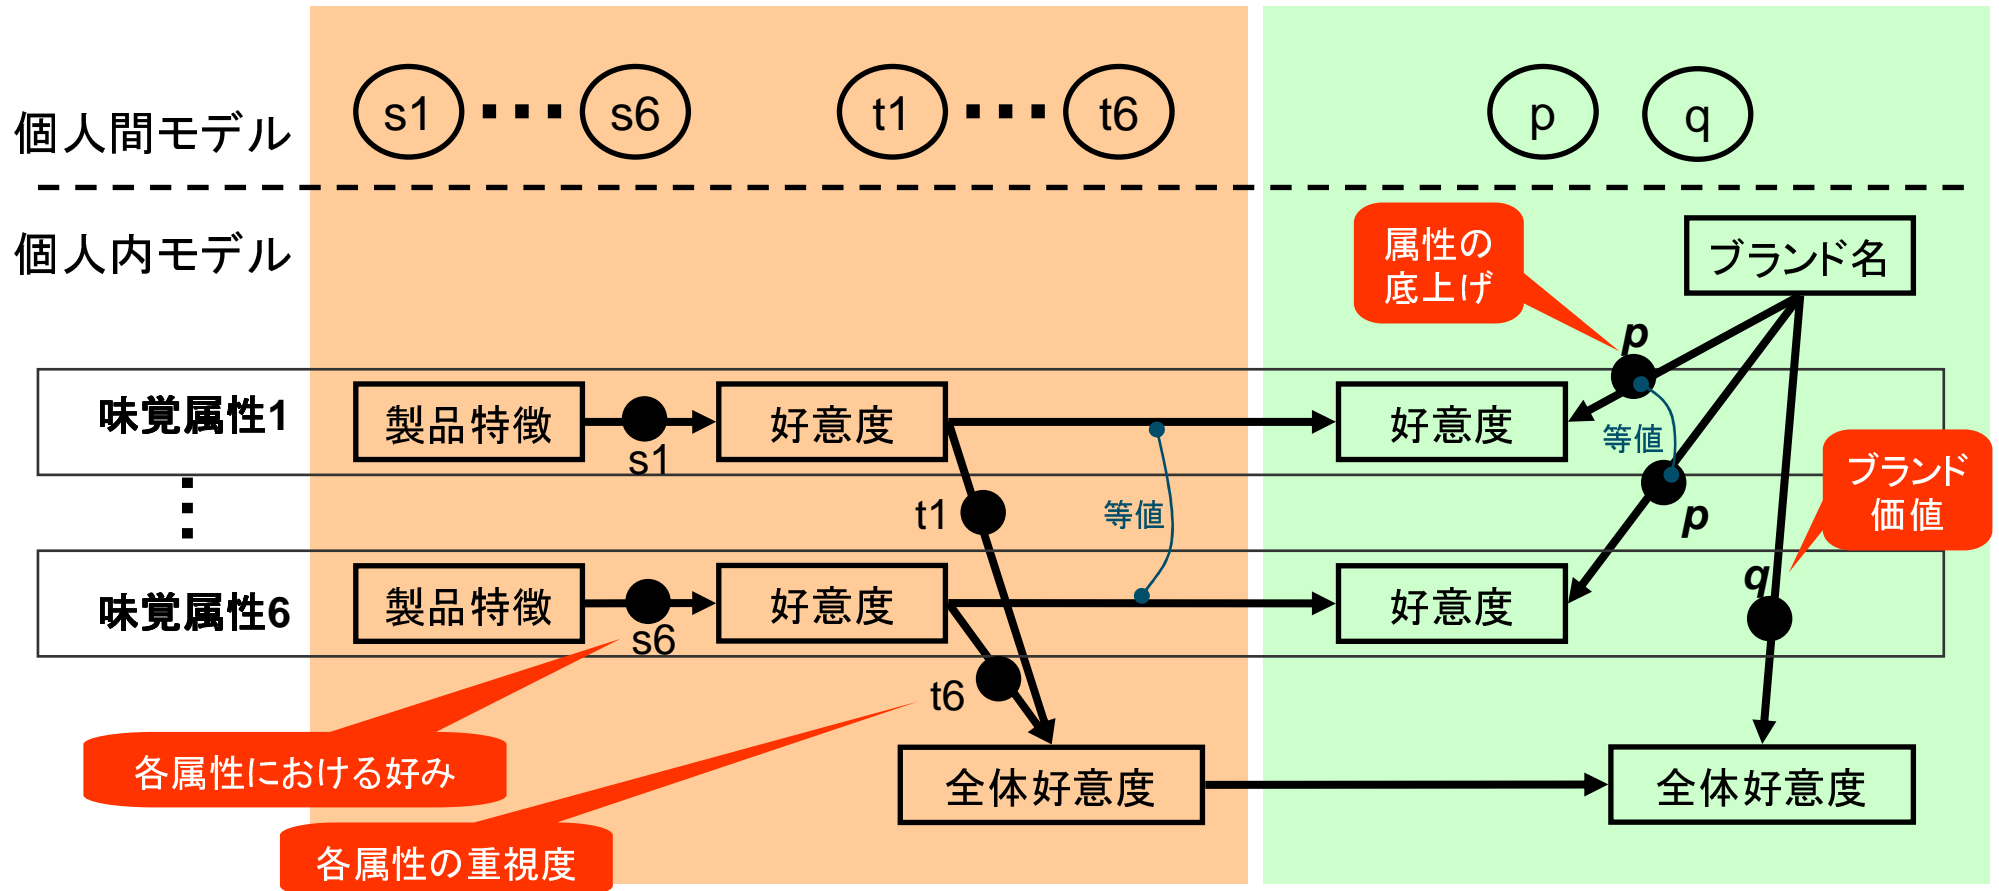 s1 … s6 t1 … t6 p q
個人間モデル
個人内モデル
属性の
底上げ
ブランド名
p
味覚属性1 製品特徴 好意度 好意度
s1
等値
ブランド
価値
t1 等値
p
q
味覚属性6 製品特徴 好意度 好意度
s6
t6
各属性における好み
全体好意度 全体好意度
各属性の重視度